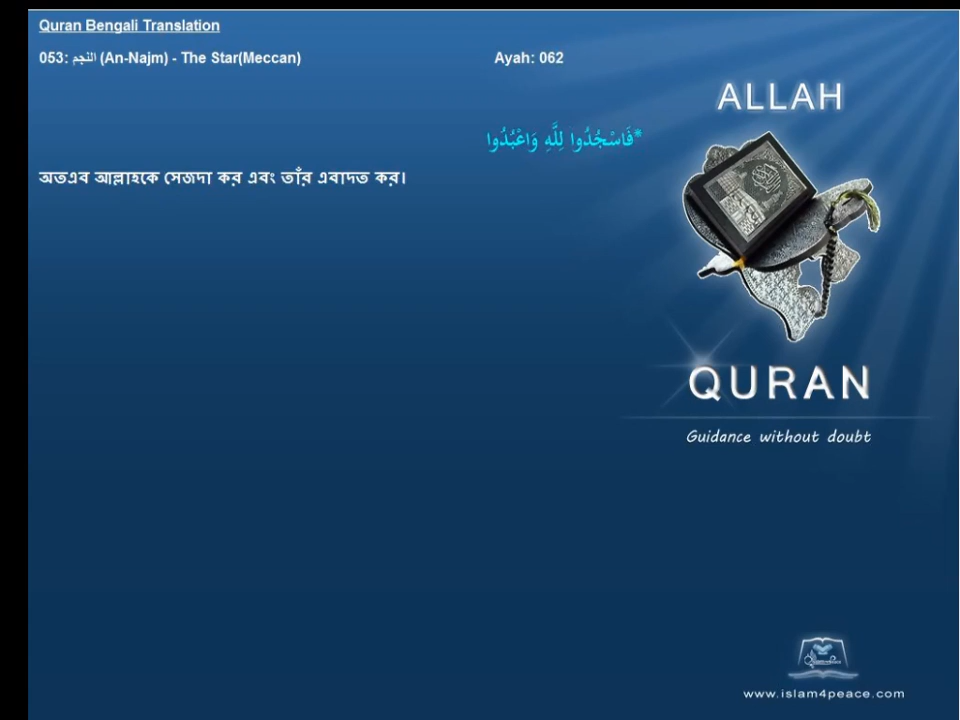 Quran Bengali Translation
053: النجم (An-Najm) - The Star(Meccan) Ayah: 062
ALLAH
*فَاسْجُدُوا لِلَّهِ وَاعْبُدُوا
অতএব আল্লাহকে সেজদা কর এবং তাঁর এবাদত কর।
QURAN
Guidance without doubt
www.islam4peace.com